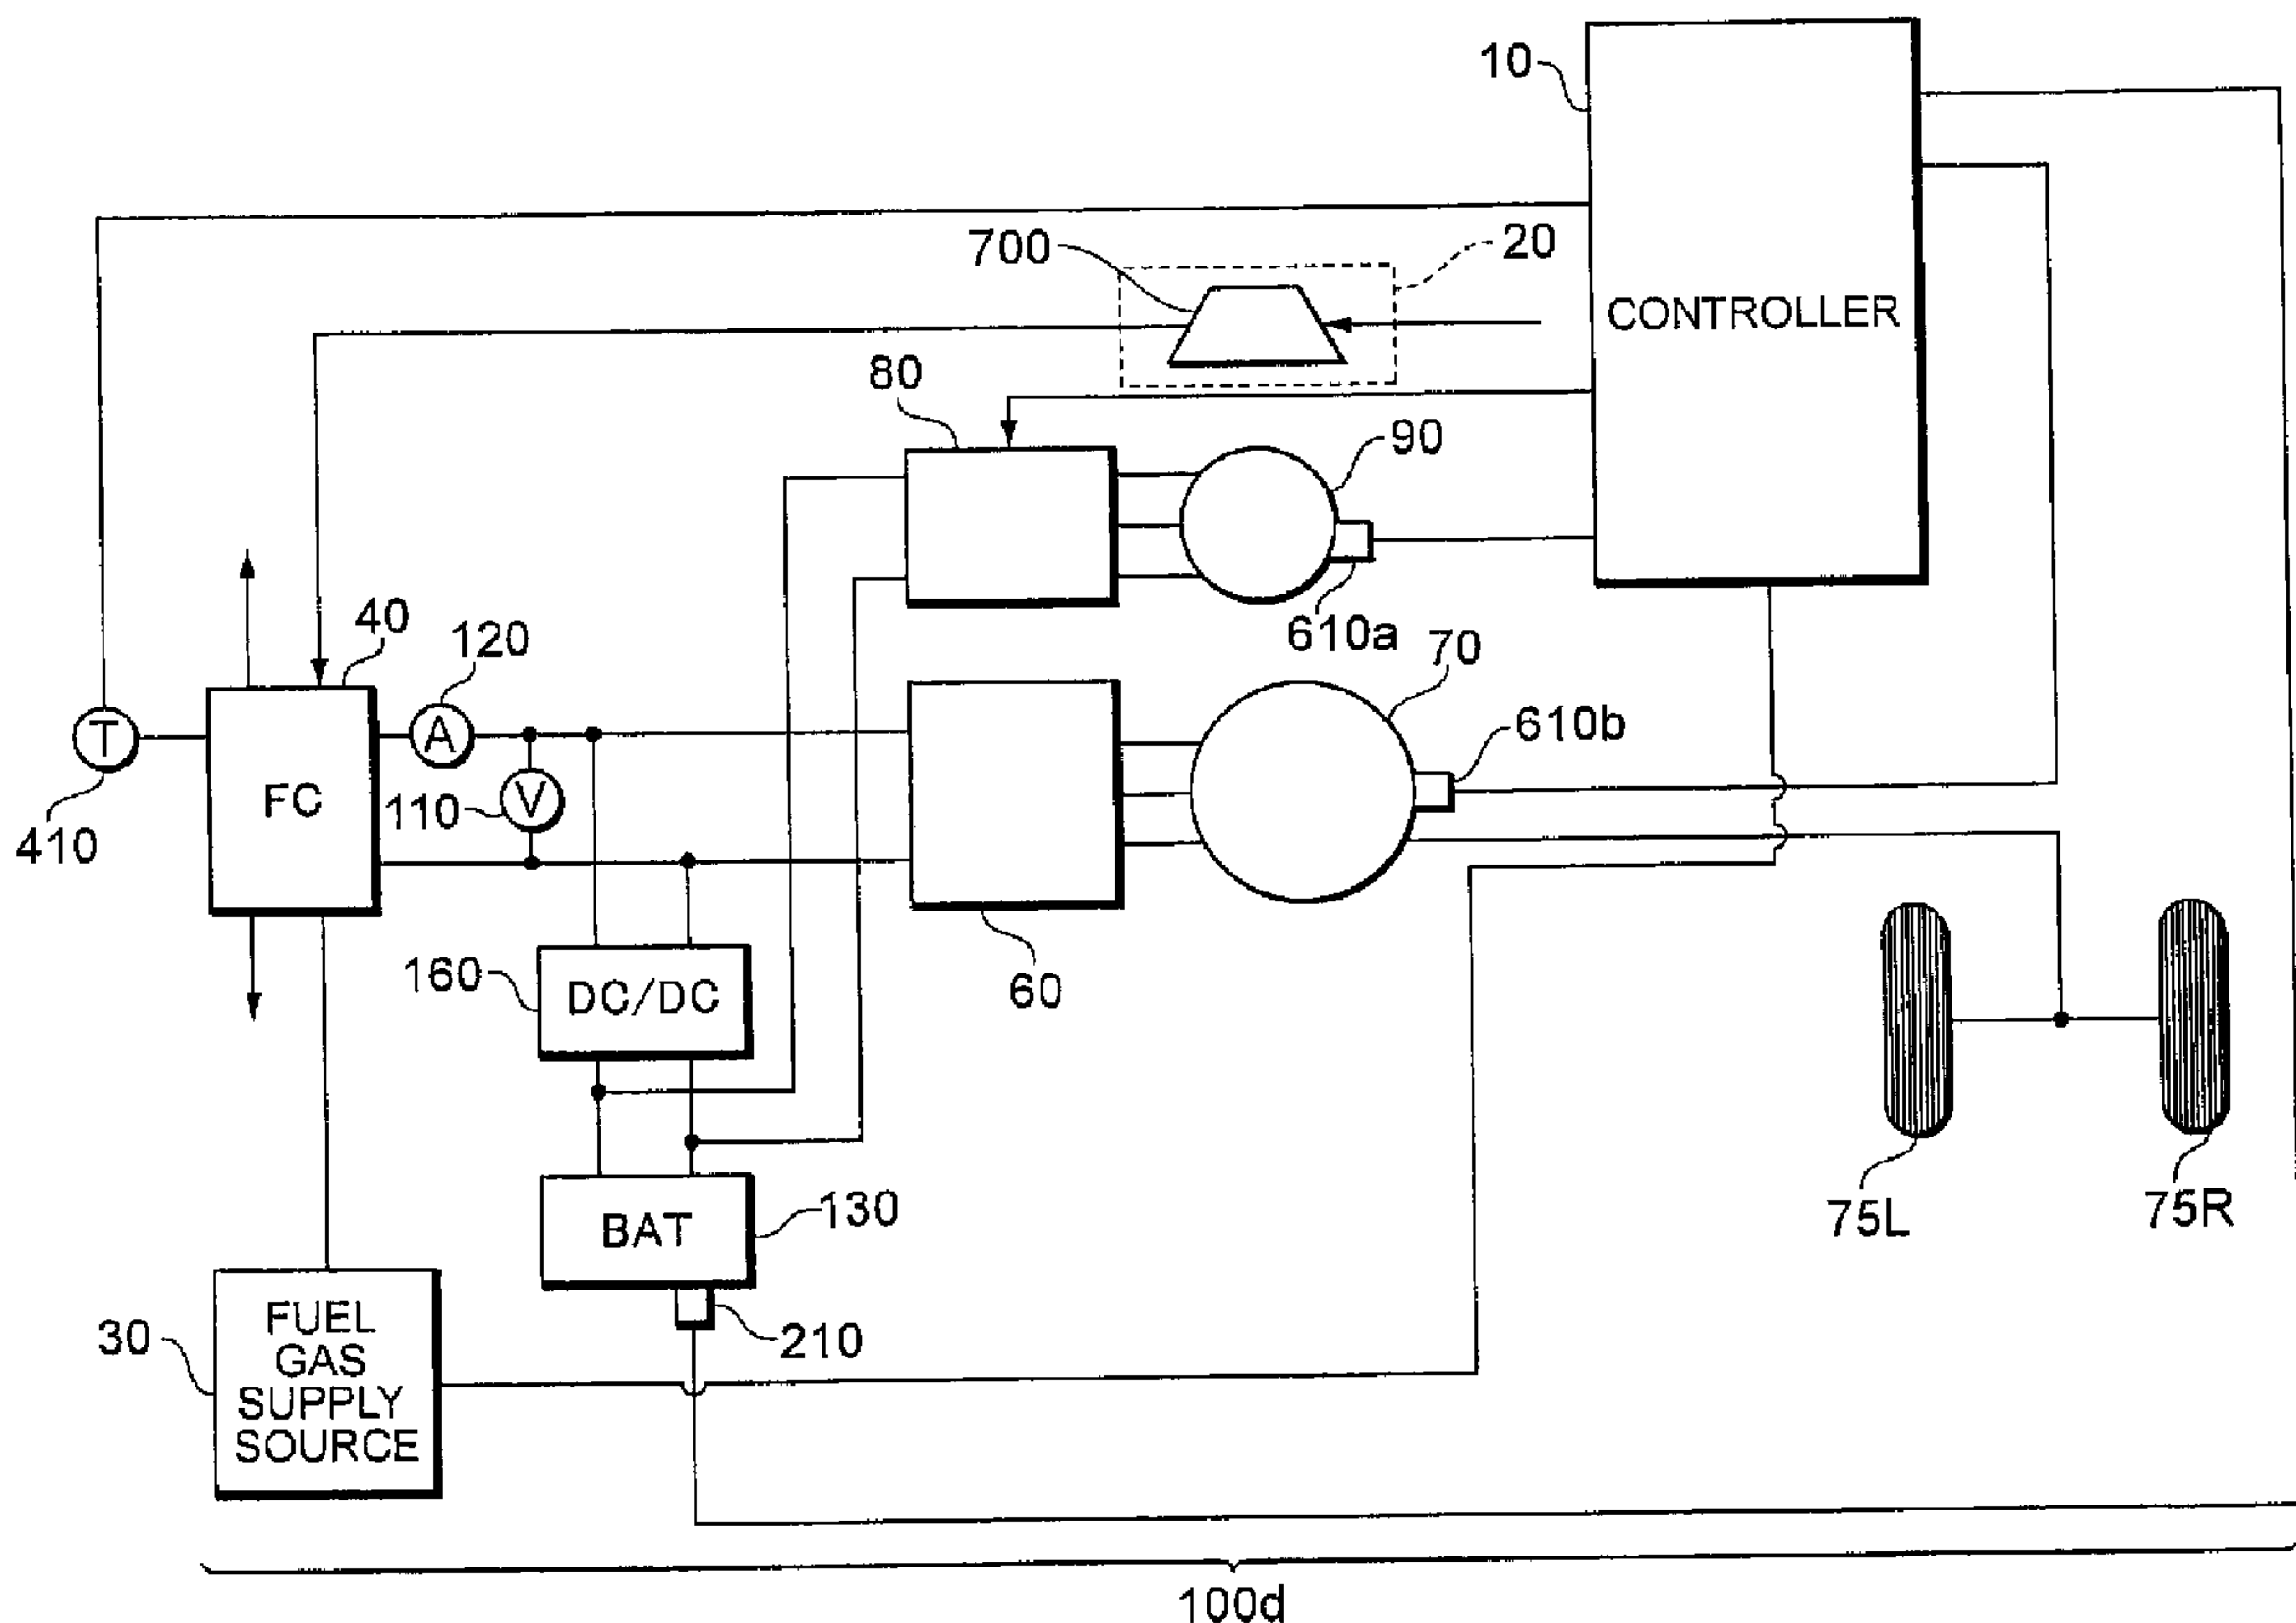 10
CONTROLLER
700
20
80
90
610a
40
120
70
T
A
610b
FC
V
110
410
160
DC/DC
60
BAT
130
75L
75R
30
FUEL
GAS
SUPPLY
SOURCE
210
100d